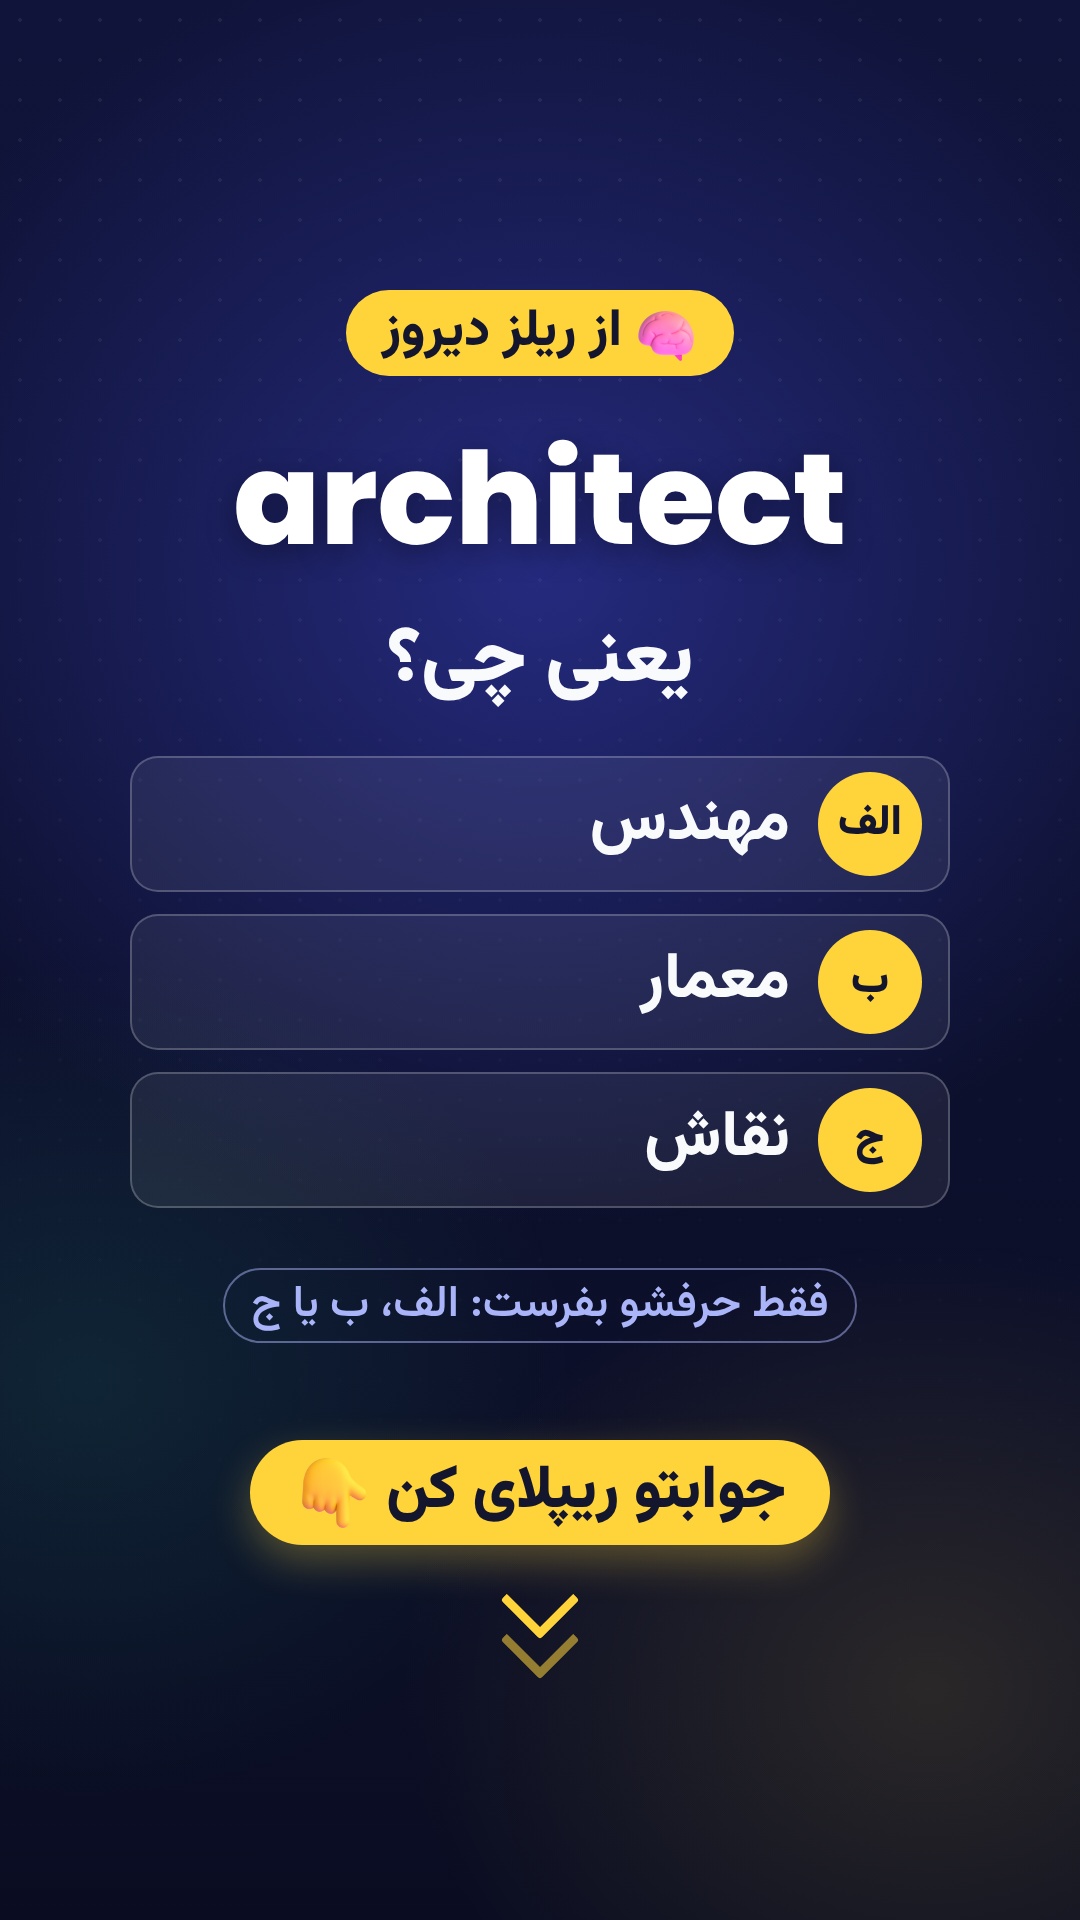 🧠 از ریلز دیروز
architect
یعنی چی؟
الف مهندس
ب معمار
ج نقاش
فقط حرفشو بفرست: الف، ب یا ج
جوابتو ریپلای کن 👇